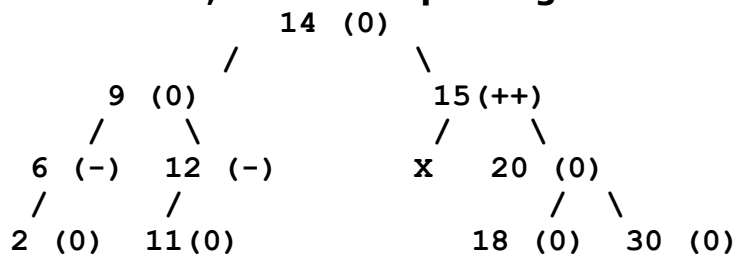 14 (0)
/ \
9 (0) 15(++)
/ \ / \
6 (-) 12 (-) X 20 (0)
/ / / \
2 (0) 11(0) 18 (0) 30 (0)